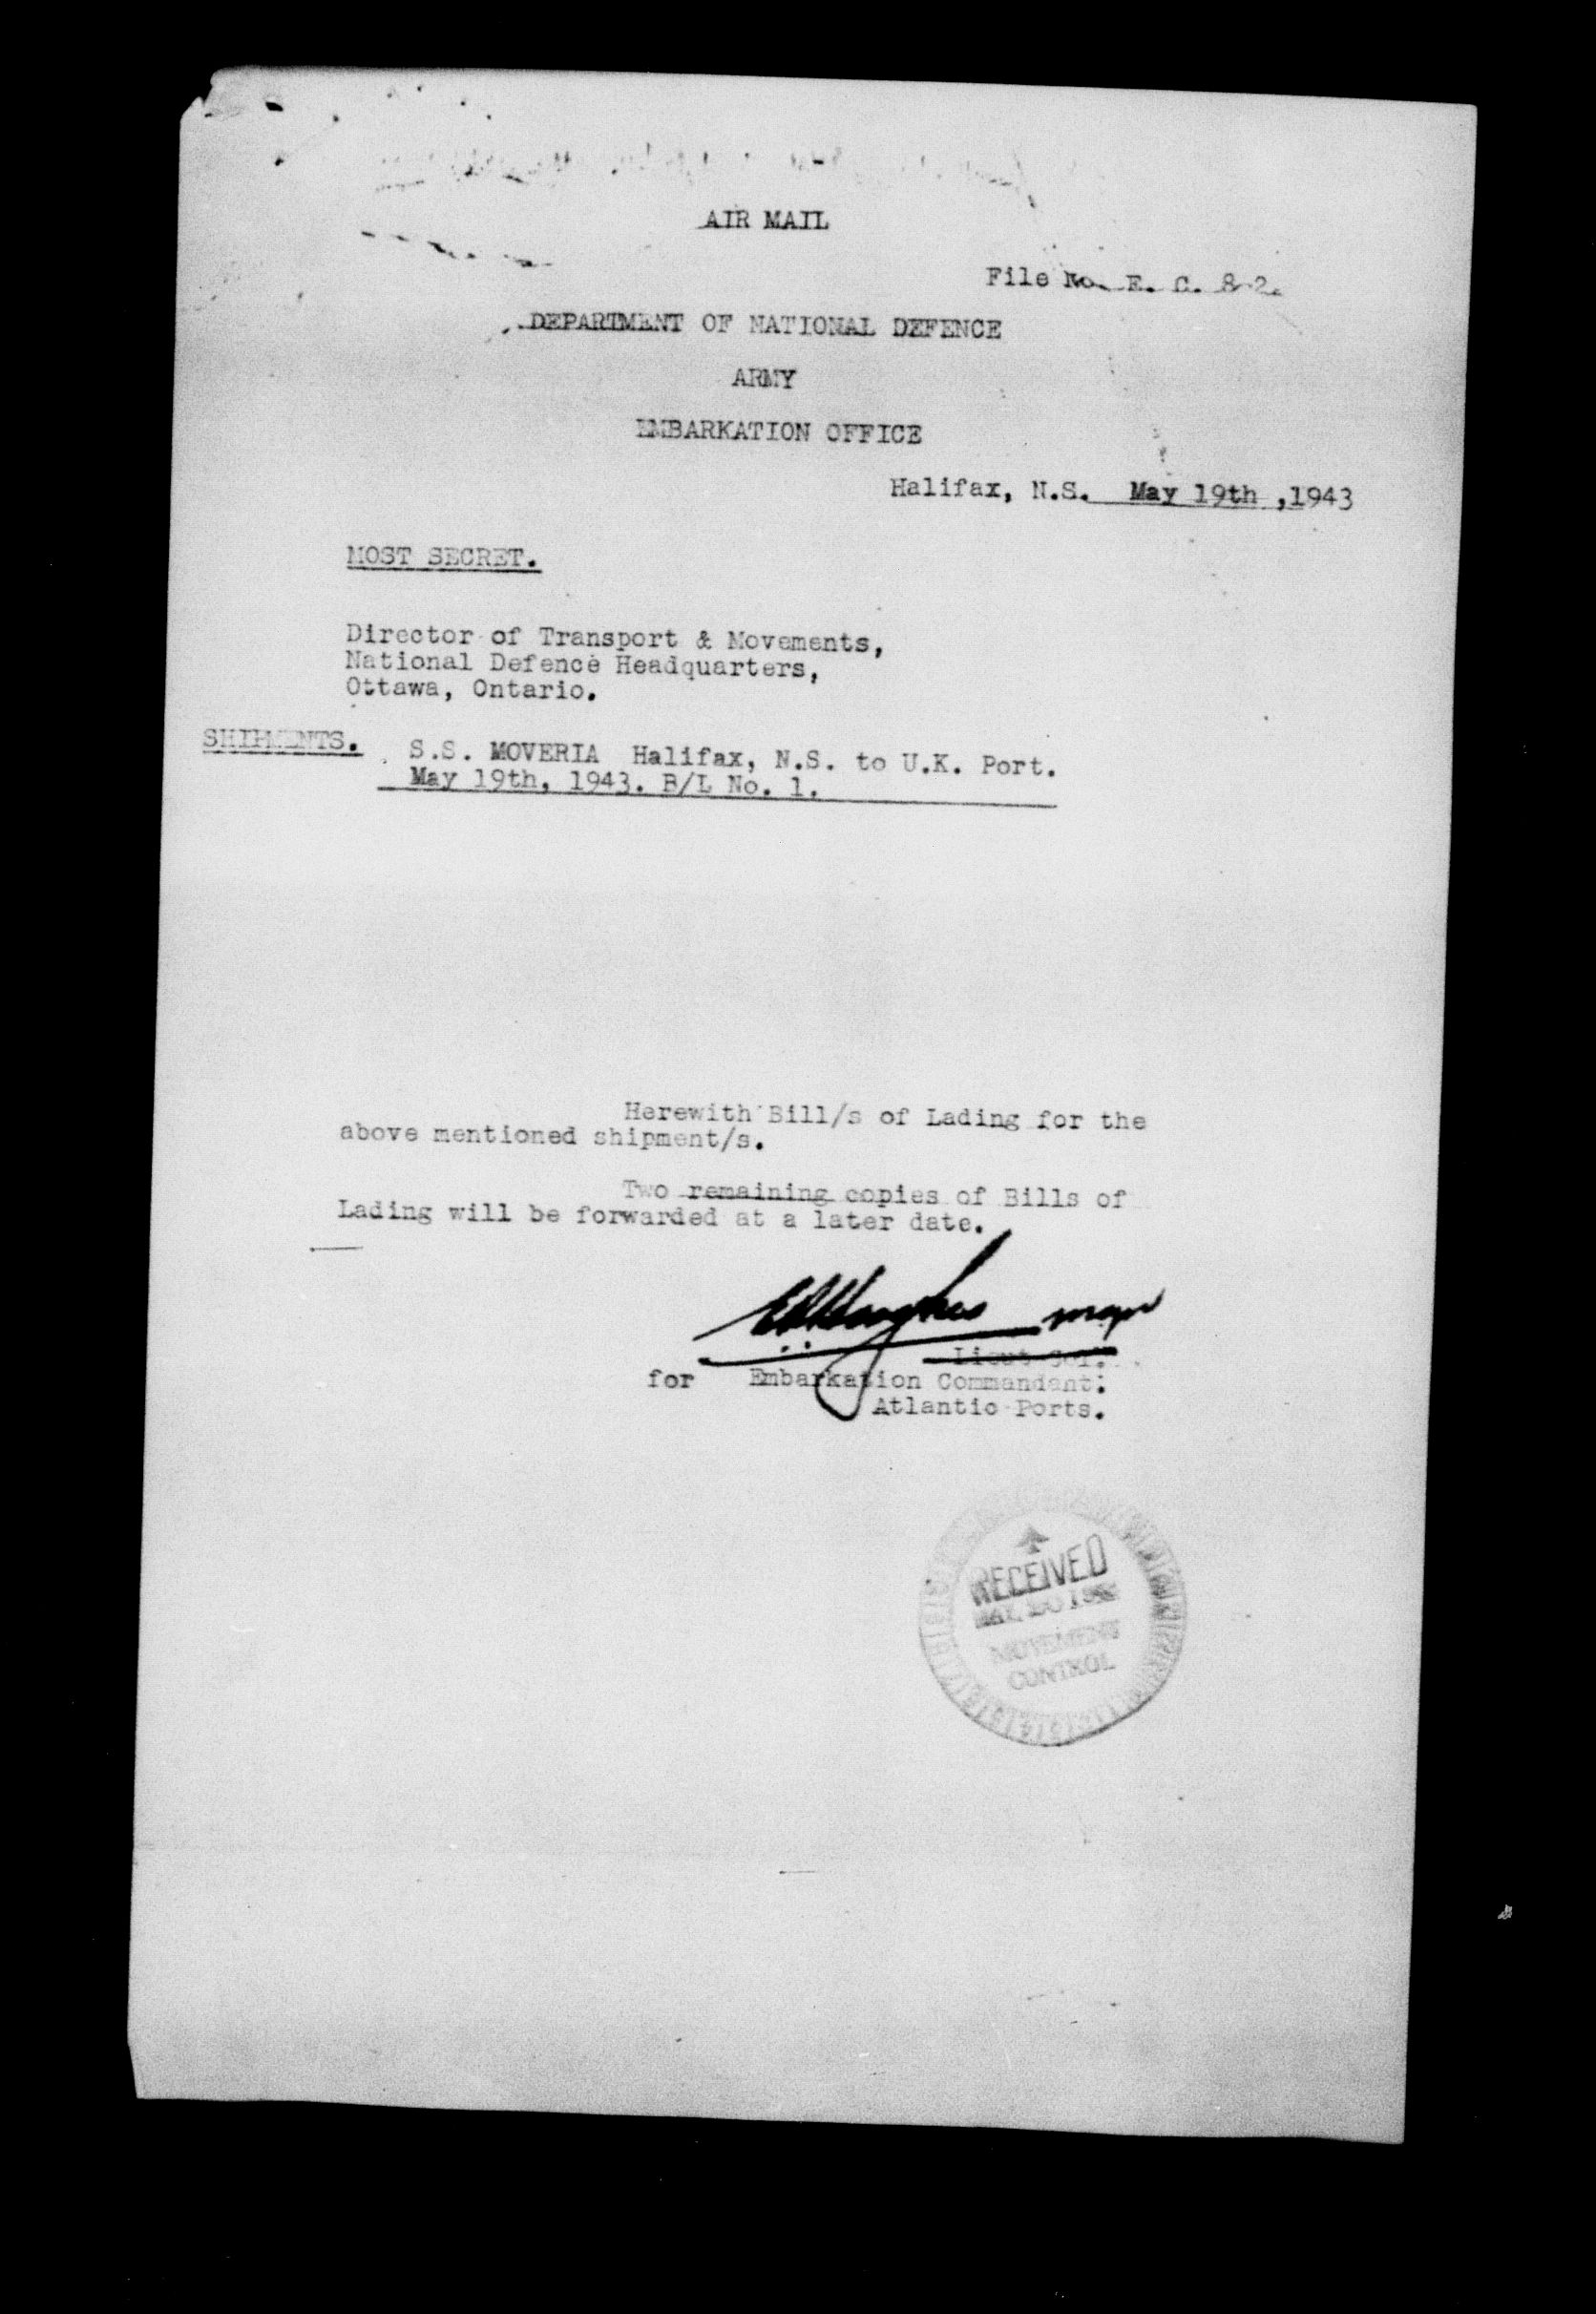 AIR MAIL
File No. E. C. 8-2.
DEPARTMENT OF NATIONAL DEFENCE
ARMY
EMBARKATION OFFICE
Halifax, N.S. May 19th ,1943
MOST SECRET.
Director of Transport & Movements,
National Defence Headquarters,
Ottawa, Ontario.
SHIPMENTS. S.S. MOVERIA Halifax, N.S. to U.K. Port.
May 19th, 1943. B/L No. 1.
Herewith Bill/s of Lading for the
above mentioned shipment/s.
Two remaining copies of Bills of
Lading will be forwarded at a later date.
Lieut-Col.
for Embarkation Commandant.
Atlantic Ports.
RECEIVED
MAY
MOVEMENT
CONTROL